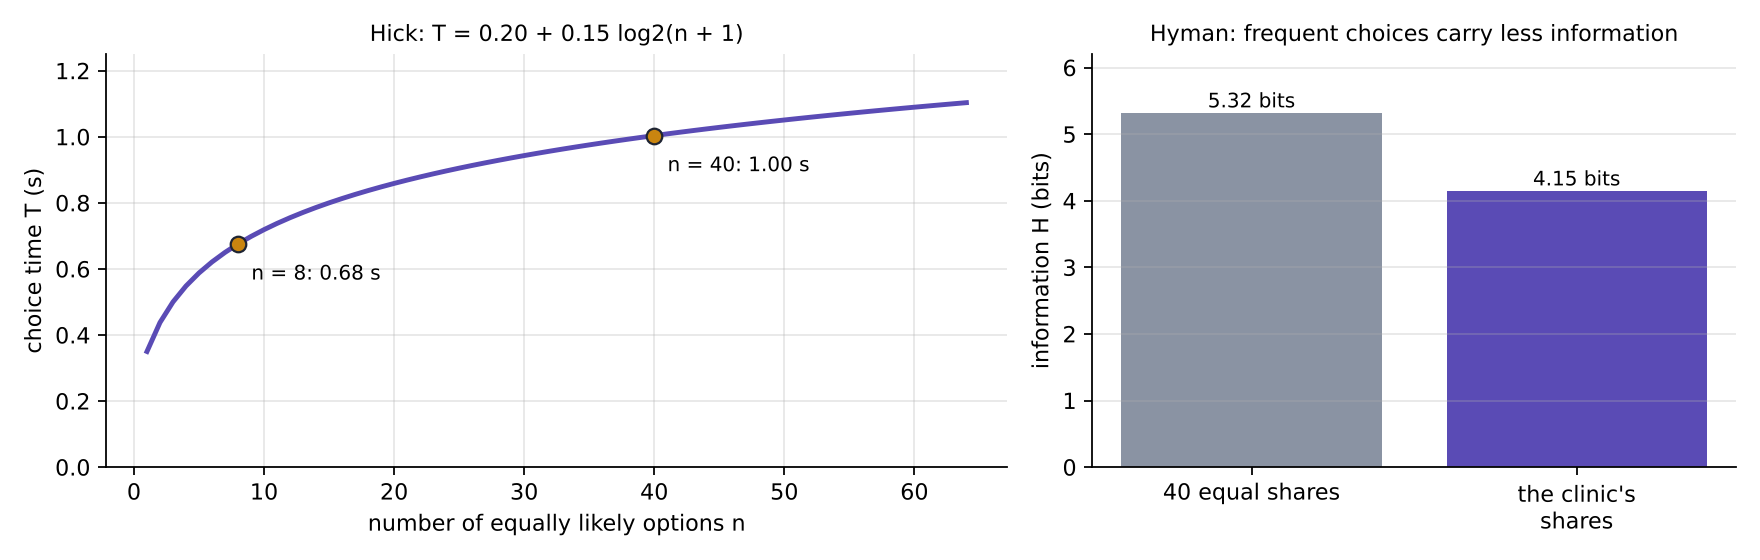 Hick: T = 0.20 + 0.15 log2(n + 1)
choice time T (s)
1.2
1.0
0.8
0.6
0.4
0.2
0.0
n = 40: 1.00 s
n = 8: 0.68 s
0 10 20 30 40 50 60
number of equally likely options n
Hyman: frequent choices carry less information
information H (bits)
6
5
4
3
2
1
0
5.32 bits
4.15 bits
40 equal shares
the clinic's
shares